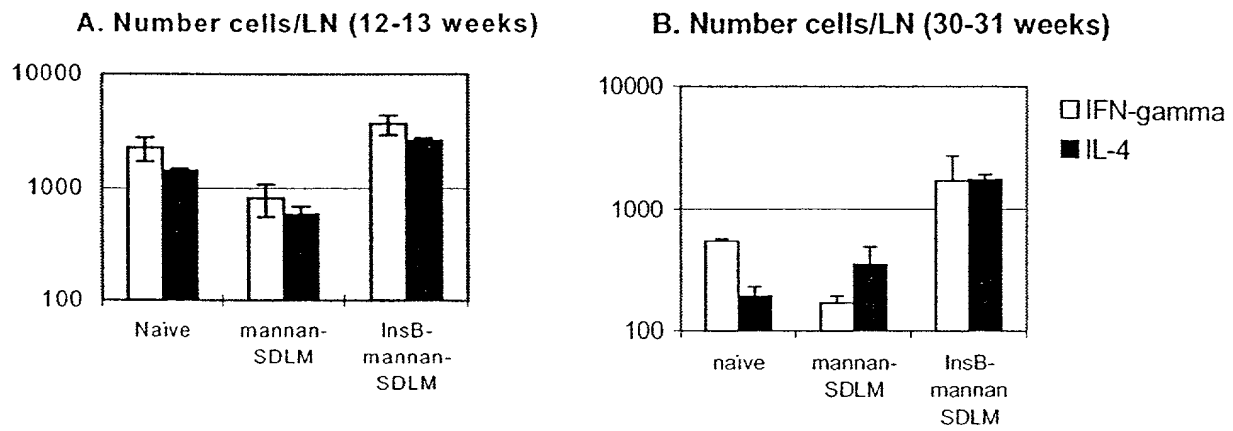 A. Number cells/LN (12-13 weeks)
10000
1000
100
Naive
mannan-
SDLM
InsB-
mannan-
SDLM
B. Number cells/LN (30-31 weeks)
10000
1000
100
naive
mannan-
SDLM
InsB-
mannan
SDLM
IFN-gamma
IL-4